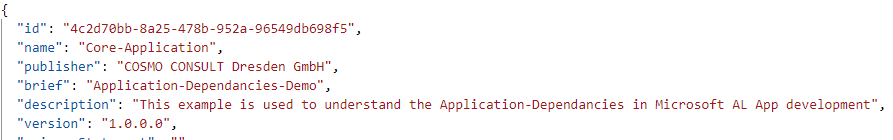 {
"id": "4c2d70bb-8a25-478b-952a-96549db698f5",
"name": "Core-Application",
"publisher": "COSMO CONSULT Dresden GmbH",
"brief": "Application-Dependancies-Demo",
"description": "This example is used to understand the Application-Dependancies in Microsoft AL App development",
"version": "1.0.0.0",